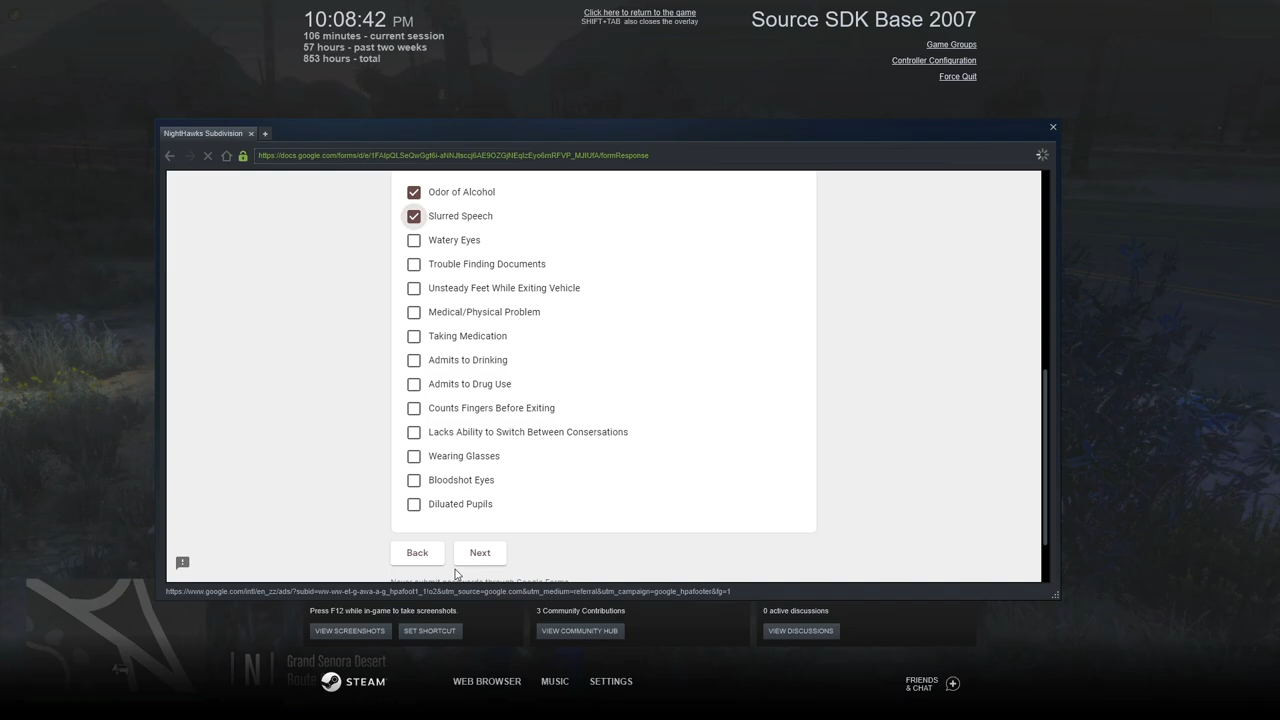 10:08:42 PM
106 minutes - current session
57 hours - past two weeks
853 hours - total
Click here to return to the game
SHIFT+TAB also closes the overlay
Source SDK Base 2007
Game Groups
Controller Configuration
Force Quit
NightHawks Subdivision
Odor of Alcohol
Slurred Speech
Watery Eyes
Trouble Finding Documents
Unsteady Feet While Exiting Vehicle
Medical/Physical Problem
Taking Medication
Admits to Drinking
Admits to Drug Use
Counts Fingers Before Exiting
Lacks Ability to Switch Between Conversations
Wearing Glasses
Bloodshot Eyes
Diluated Pupils
Back Next
Never submit passwords through Google Forms.
https://www.google.com/intl/en_zz/ads/?subid=ww-ww-et-g-awa-a-g_hpafoot1_1!o2&utm_source=google.com&utm_medium=referral&utm_campaign=google_hpafooter&fg=1
Press F12 while in-game to take screenshots.
VIEW SCREENSHOTS SET SHORTCUT
3 Community Contributions
VIEW COMMUNITY HUB
0 active discussions
VIEW DISCUSSIONS
N
Grand Senora Desert
Route
STEAM
WEB BROWSER MUSIC SETTINGS
FRIENDS
& CHAT